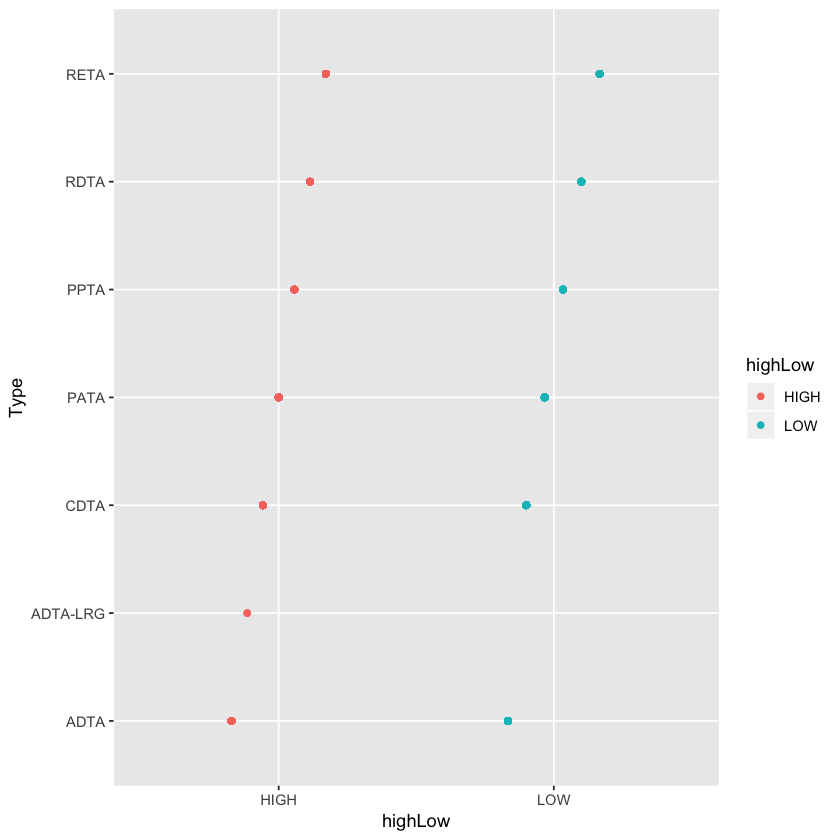 RETA
RDTA
PPTA
PATA
CDTA
ADTA-LRG
ADTA
Type
HIGH LOW
highLow
highLow
HIGH
LOW